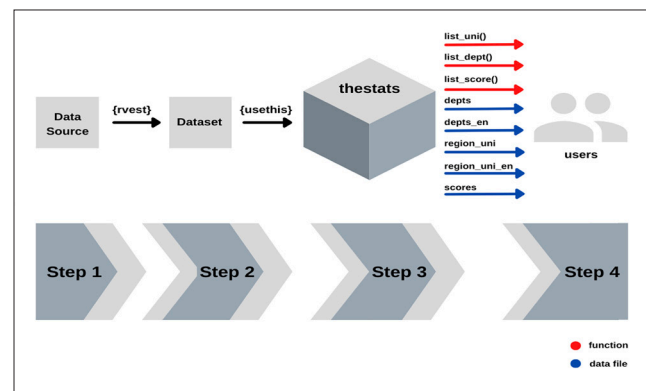 list_uni()
list_dept()
list_score()
thestats
{rvest}
{usethis}
depts
Data
Source
Dataset
depts_en
region_uni
users
region_uni_en
scores
Step 1
Step 2
Step 3
Step 4
function
data file